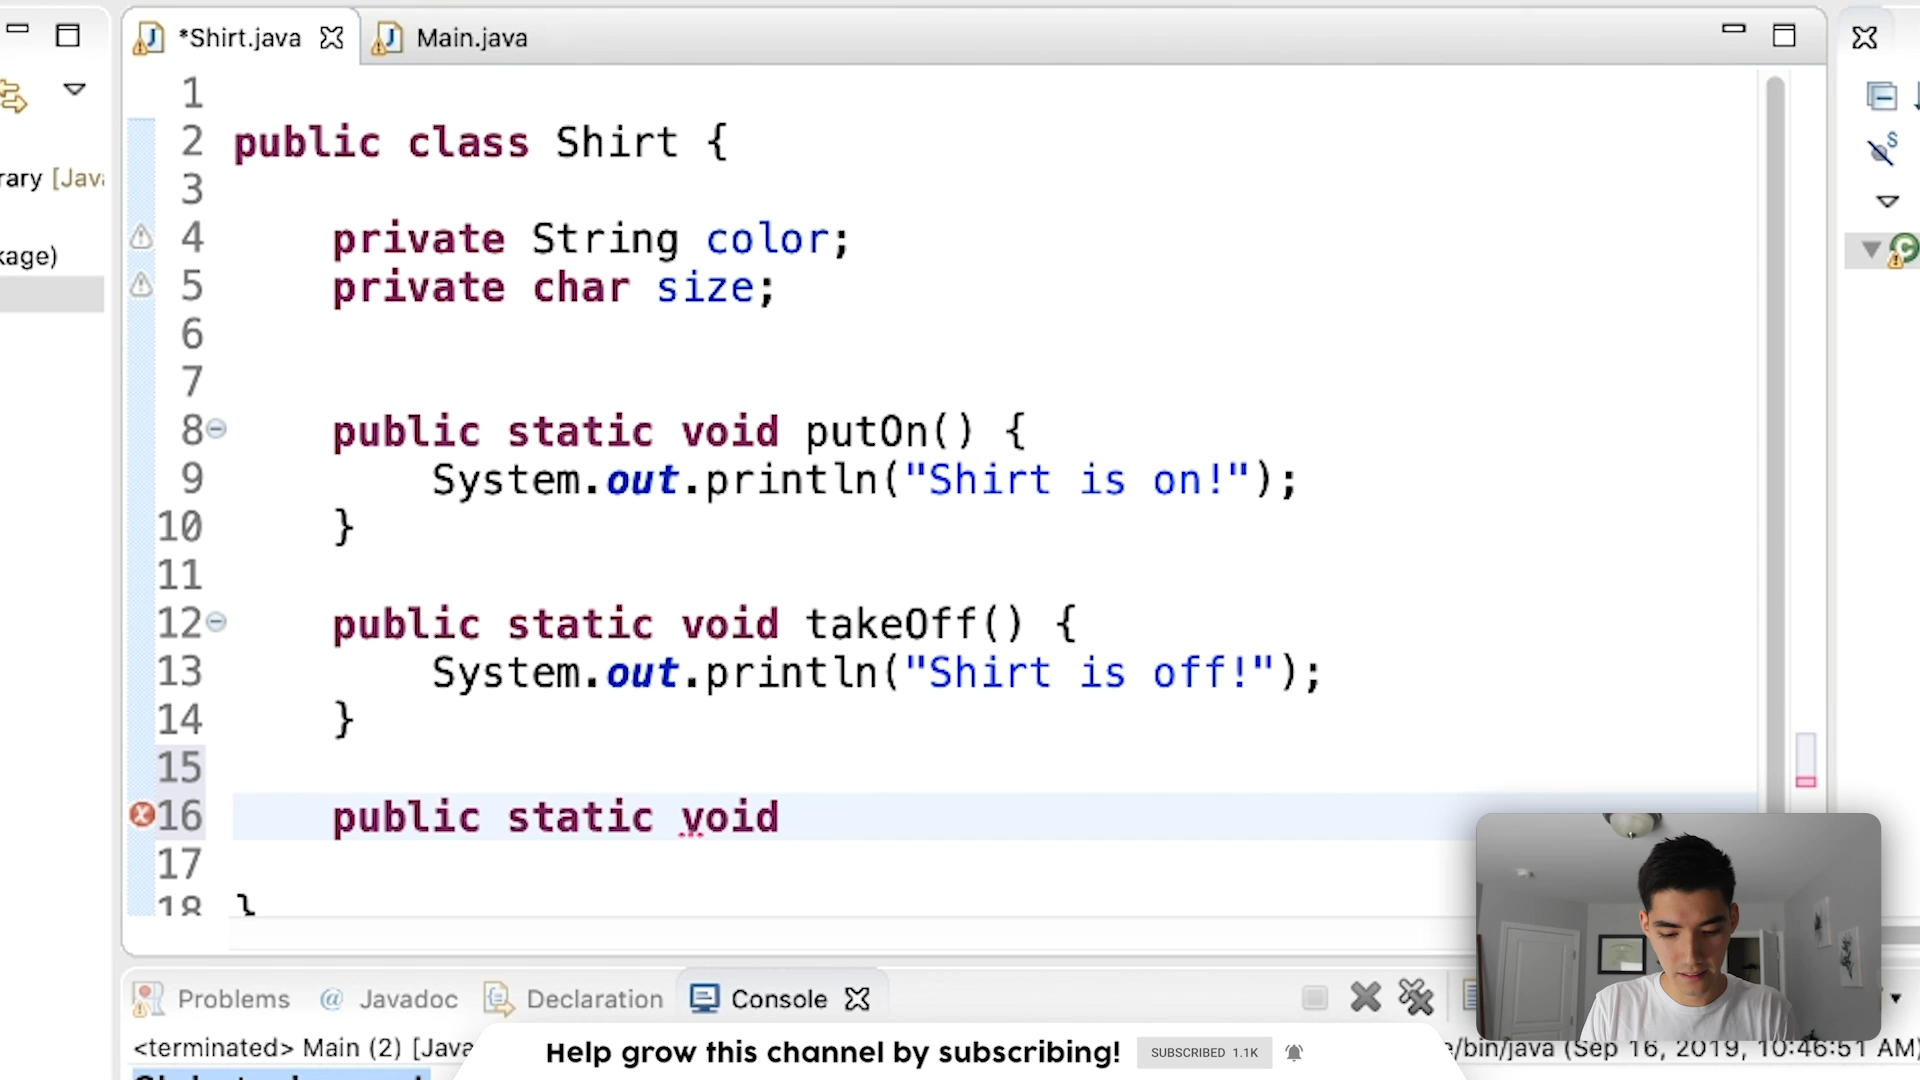 *Shirt.java
Main.java
1
2 public class Shirt {
3
4 private String color;
5 private char size;
6
7
8 public static void putOn() {
9 System.out.println("Shirt is on!");
10 }
11
12 public static void takeOff() {
13 System.out.println("Shirt is off!");
14 }
15
16 public static void
17
18 }
rary [Java
kage)
Problems
@ Javadoc
Declaration
Console
<terminated> Main (2) [Java
e/bin/java (Sep 16, 2019, 10:46:51 AM)
Help grow this channel by subscribing!
SUBSCRIBED 1.1K